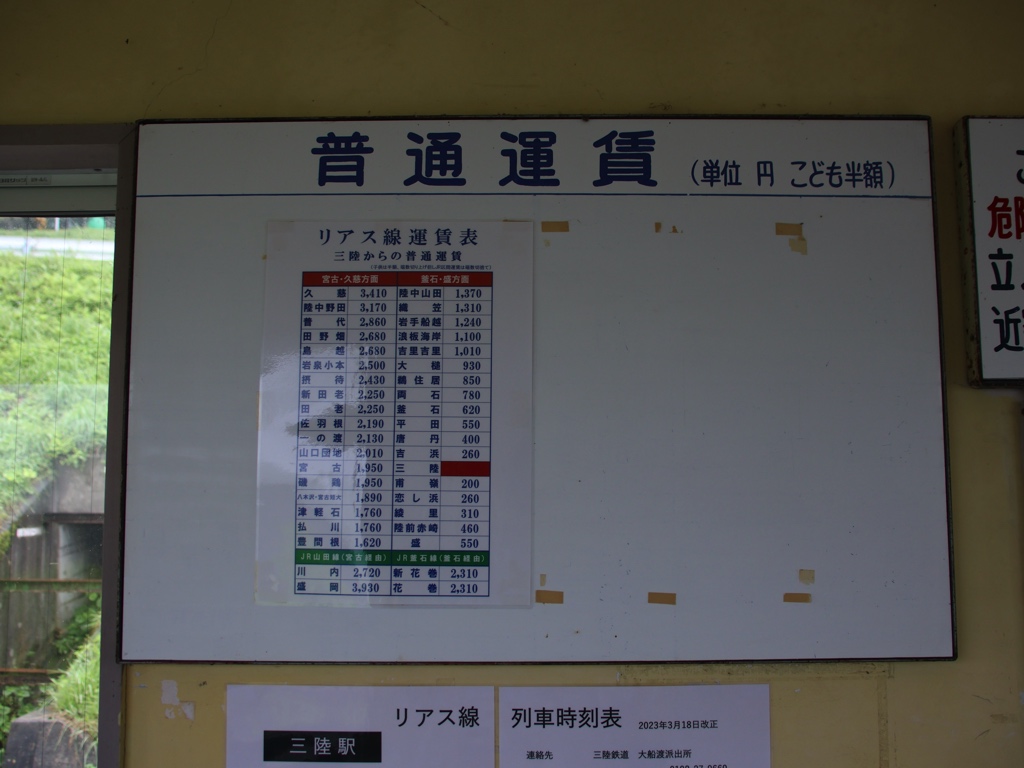 普通運賃 (単位 円 こども半額)
リアス線運賃表
三陸からの普通運賃
宮古・久慈方面 釜石・盛方面
久慈 3,410 陸中山田 1,370
陸中野田 3,170 織笠 1,310
普代 2,860 岩手船越 1,240
田野畑 2,680 浪板海岸 1,100
島越 2,680 吉里吉里 1,010
岩泉小本 2,500 大槌 930
摂待 2,430 鵜住居 850
新田老 2,250 両石 780
田老 2,250 釜石 620
佐羽根 2,190 平田 550
一の渡 2,130 唐丹 400
山口団地 2,010 吉浜 260
宮古 1,950 三陸
磯鶏 1,950 甫嶺 200
八木沢・宮古短大 1,890 恋し浜 260
津軽石 1,760 綾里 310
払川 1,760 陸前赤崎 460
豊間根 1,620 盛 550
JR山田線(宮古経由) JR釜石線(釜石経由)
川内 2,720 新花巻 2,310
盛岡 3,930 花巻 2,310
危
立
近
リアス線 列車時刻表 2023年3月18日改正
三陸駅
連絡先 三陸鉄道 大船渡派出所